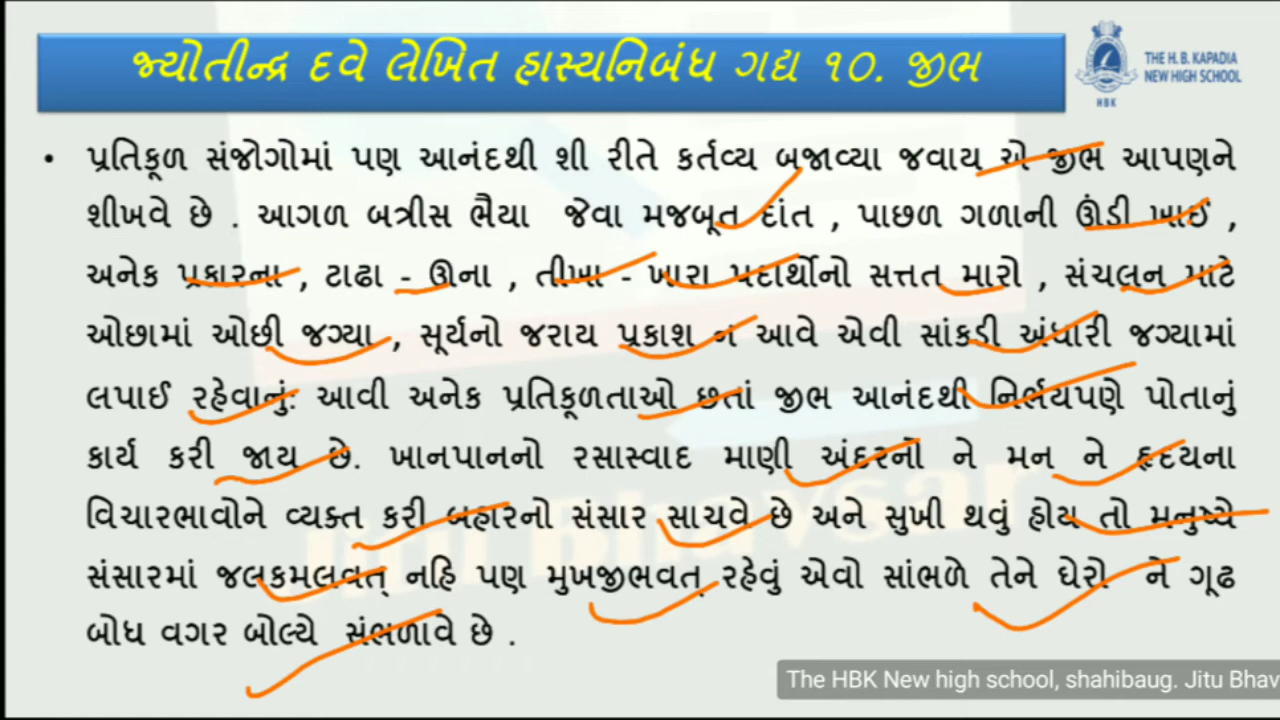 જ્યોતીન્દ્ર દવે લેખિત હાસ્યનિબંધ ગદ્ય ૧૦. જીભ
THE H. B. KAPADIA
NEW HIGH SCHOOL
HBK
• પ્રતિકૂળ સંજોગોમાં પણ આનંદથી શી રીતે કર્તવ્ય બજાવ્યા જવાય એ જીભ આપણને
શીખવે છે . આગળ બત્રીસ ભૈયા જેવા મજબૂત દાંત , પાછળ ગળાની ઊંડી ખાઈ ,
અનેક પ્રકારના , ટાઢા - ઊના , તીખા - ખારા પદાર્થોનો સત્તત મારો , સંચલન માટે
ઓછામાં ઓછી જગ્યા , સૂર્યનો જરાય પ્રકાશ ન આવે એવી સાંકડી અંધારી જગ્યામાં
લપાઈ રહેવાનું: આવી અનેક પ્રતિકૂળતાઓ છતાં જીભ આનંદથી નિર્ભયપણે પોતાનું
કાર્ય કરી જાય છે. ખાનપાનનો રસાસ્વાદ માણી અંદરનો ને મન ને હૃદયના
વિચારભાવોને વ્યક્ત કરી બહારનો સંસાર સાચવે છે અને સુખી થવું હોય તો મનુષ્યે
સંસારમાં જલકમલવત્ નહિ પણ મુખજીભવત્ રહેવું એવો સાંભળે તેને ઘેરો ને ગૂઢ
બોધ વગર બોલ્યે સંભળાવે છે .
The HBK New high school, shahibaug. Jitu Bhav